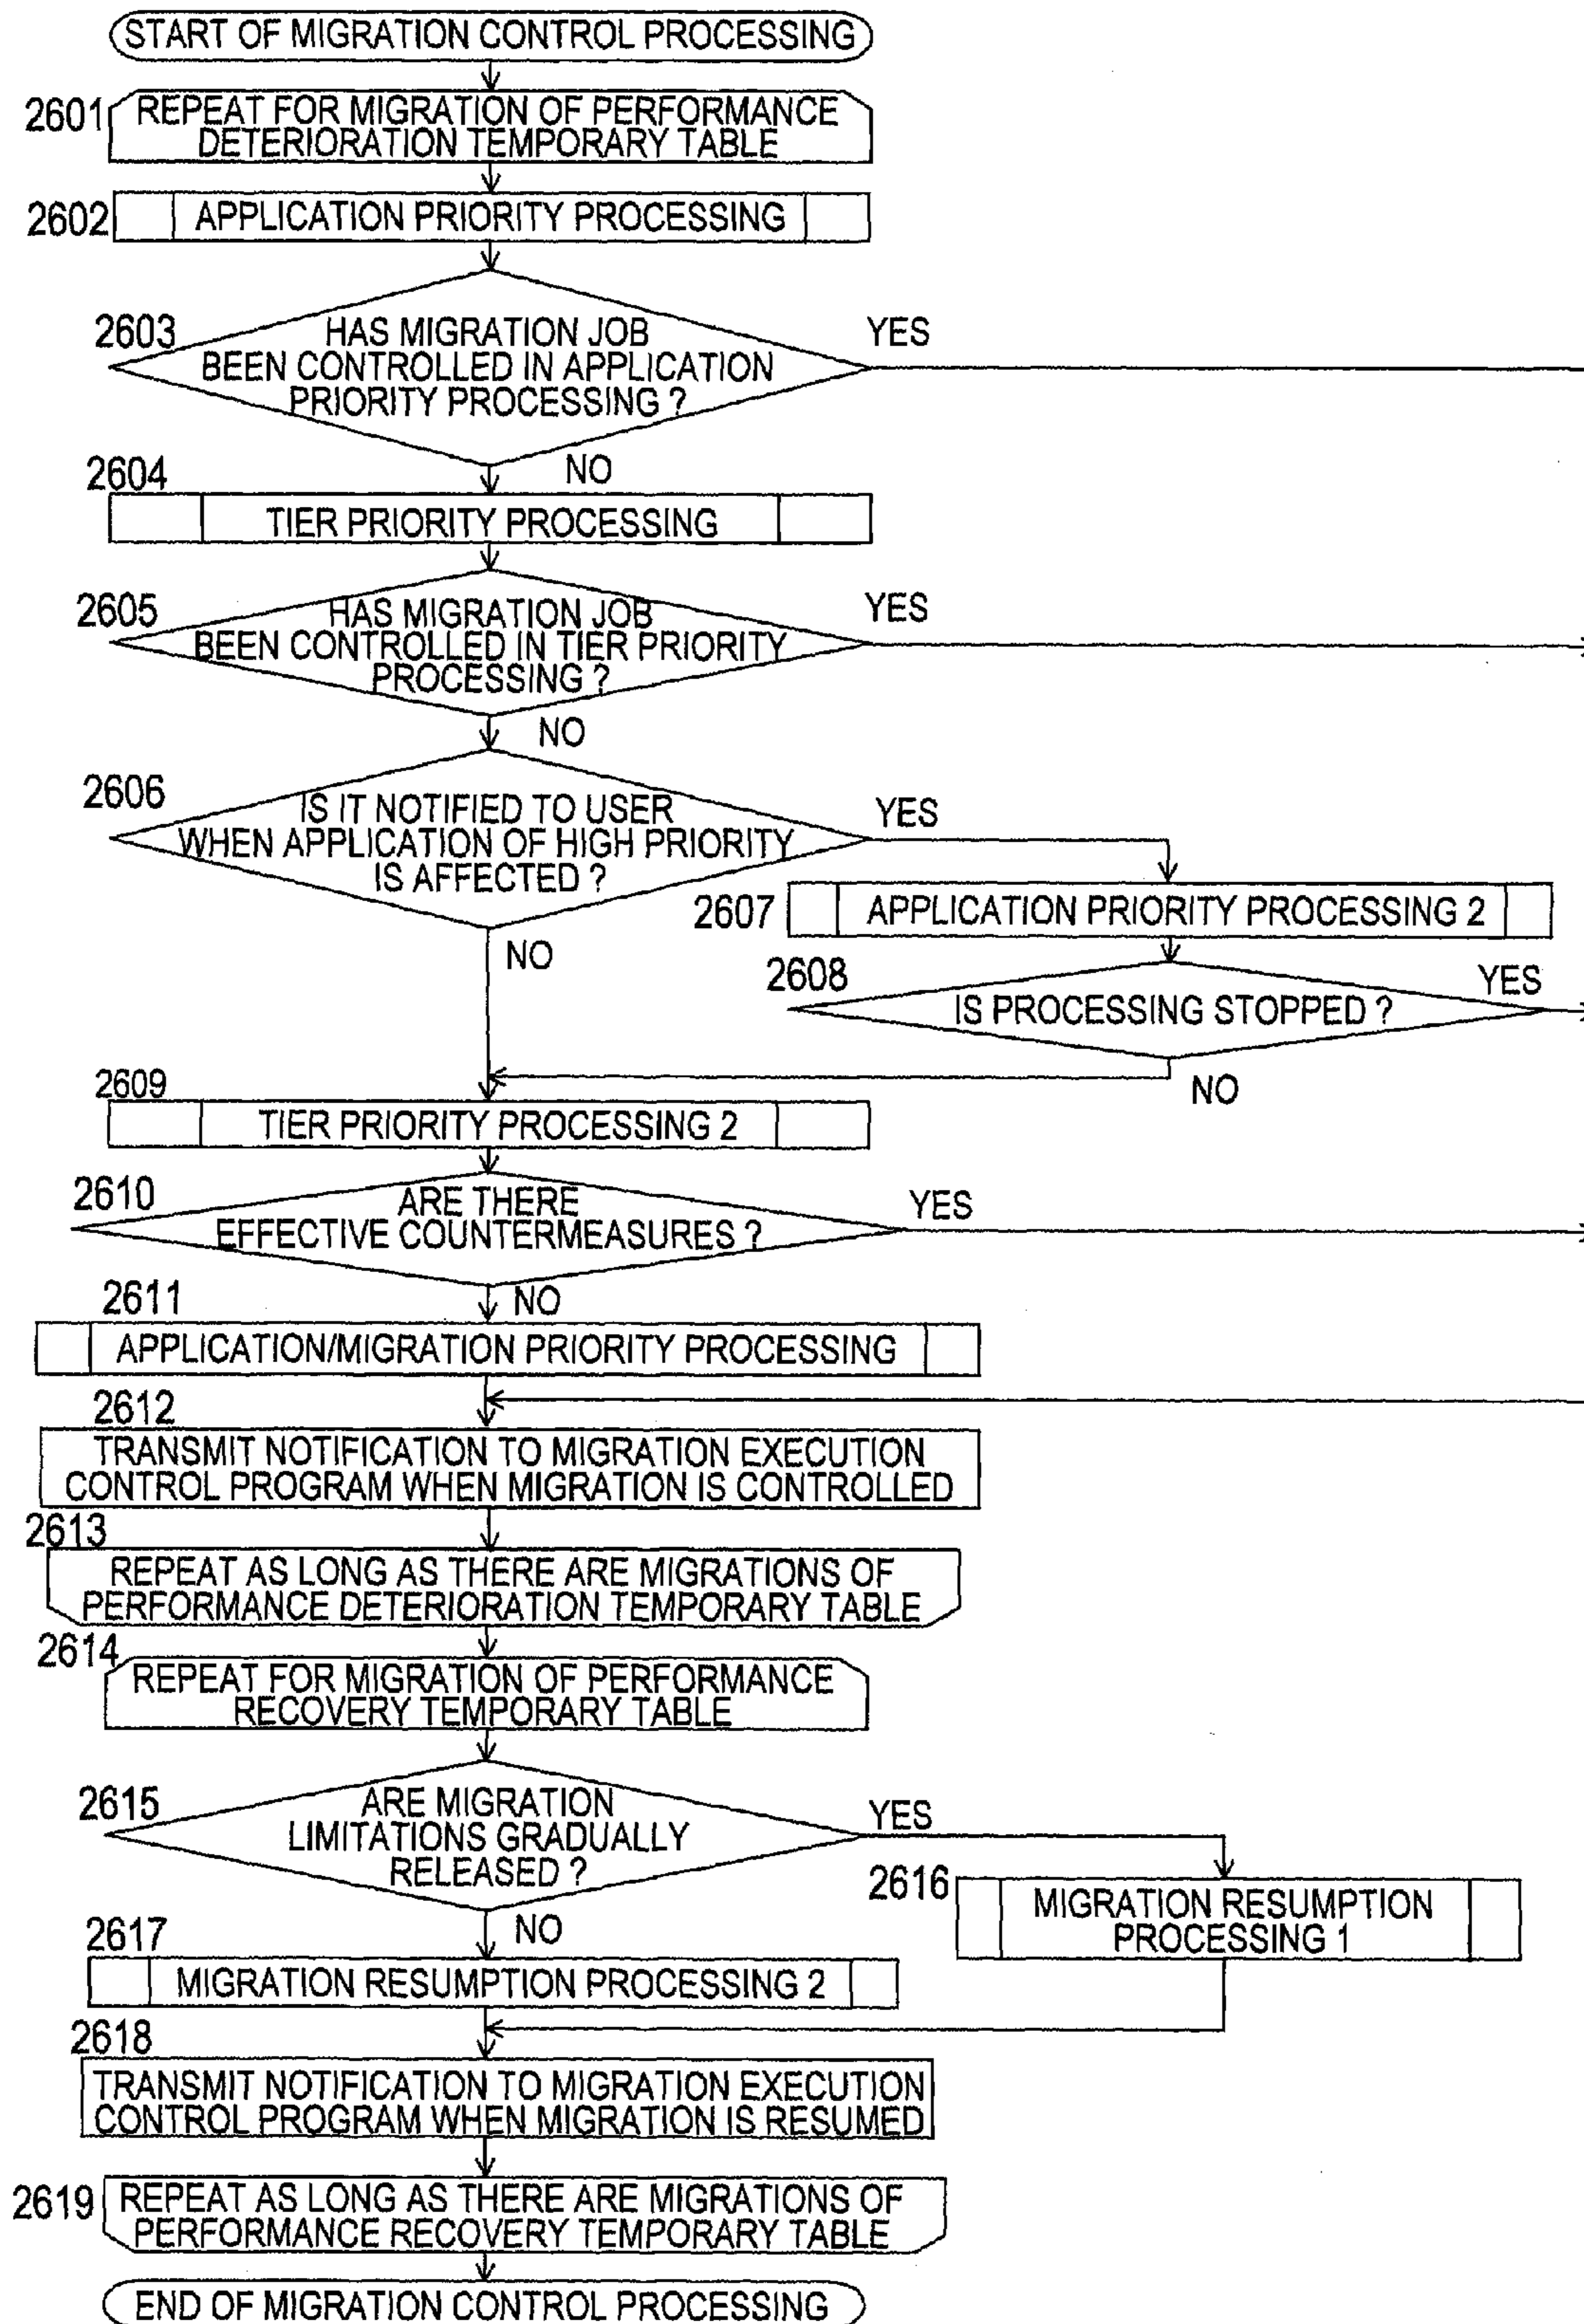 START OF MIGRATION CONTROL PROCESSING
2601
REPEAT FOR MIGRATION OF PERFORMANCE
DETERIORATION TEMPORARY TABLE
2602
APPLICATION PRIORITY PROCESSING
2603
HAS MIGRATION JOB
BEEN CONTROLLED IN APPLICATION
PRIORITY PROCESSING ?
YES
NO
2604
TIER PRIORITY PROCESSING
2605
HAS MIGRATION JOB
BEEN CONTROLLED IN TIER PRIORITY
PROCESSING ?
YES
NO
2606
IS IT NOTIFIED TO USER
WHEN APPLICATION OF HIGH PRIORITY
IS AFFECTED ?
YES
NO
2607
APPLICATION PRIORITY PROCESSING 2
2608
IS PROCESSING STOPPED ?
YES
NO
2609
TIER PRIORITY PROCESSING 2
2610
ARE THERE
EFFECTIVE COUNTERMEASURES ?
YES
NO
2611
APPLICATION/MIGRATION PRIORITY PROCESSING
2612
TRANSMIT NOTIFICATION TO MIGRATION EXECUTION
CONTROL PROGRAM WHEN MIGRATION IS CONTROLLED
2613
REPEAT AS LONG AS THERE ARE MIGRATIONS OF
PERFORMANCE DETERIORATION TEMPORARY TABLE
2614
REPEAT FOR MIGRATION OF PERFORMANCE
RECOVERY TEMPORARY TABLE
2615
ARE MIGRATION
LIMITATIONS GRADUALLY
RELEASED ?
YES
NO
2616
MIGRATION RESUMPTION
PROCESSING 1
2617
MIGRATION RESUMPTION PROCESSING 2
2618
TRANSMIT NOTIFICATION TO MIGRATION EXECUTION
CONTROL PROGRAM WHEN MIGRATION IS RESUMED
2619
REPEAT AS LONG AS THERE ARE MIGRATIONS OF
PERFORMANCE RECOVERY TEMPORARY TABLE
END OF MIGRATION CONTROL PROCESSING